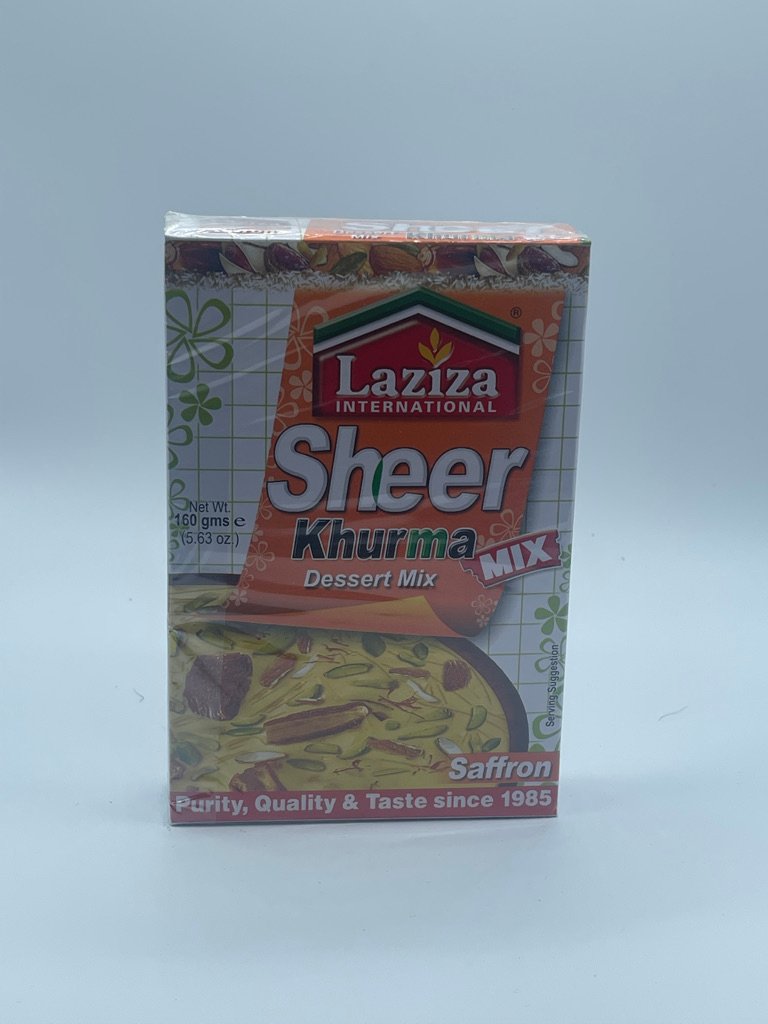 ®
Laziza
INTERNATIONAL
Sheer
Khurma
MIX
Dessert Mix
Net Wt.
160 gms e
(5.63 oz.)
Serving Suggestion
Saffron
Purity, Quality & Taste since 1985